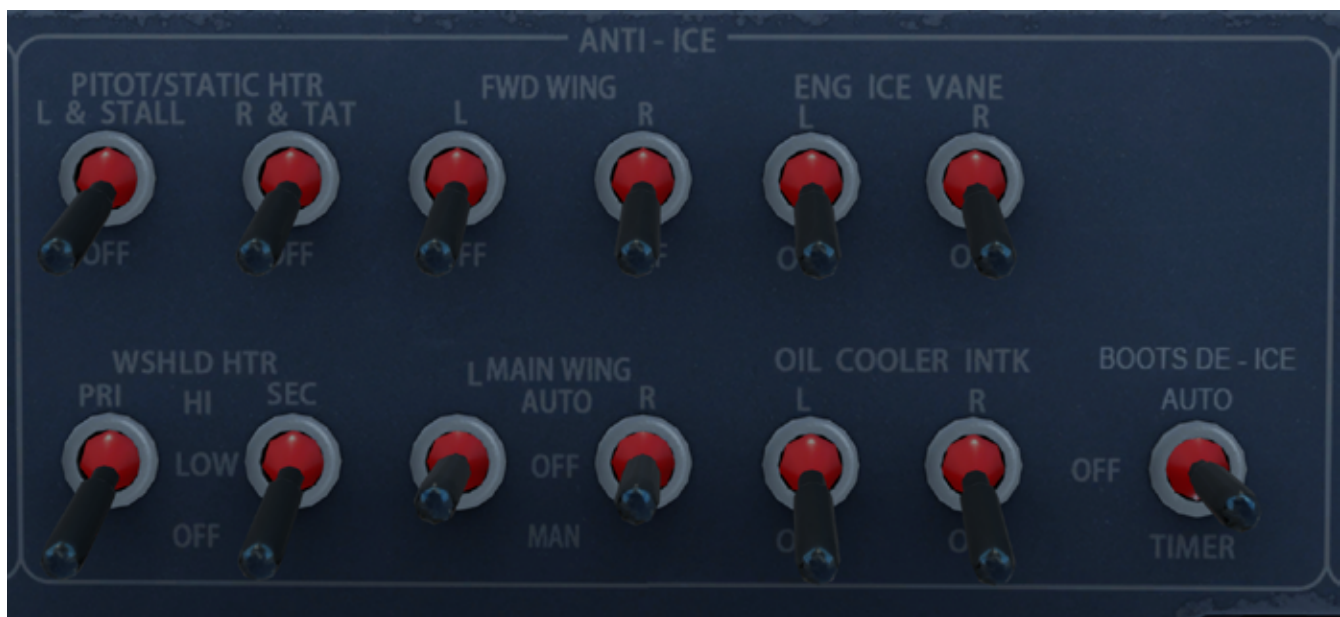 ANTI - ICE
PITOT/STATIC HTR
L & STALL R & TAT
FWD WING
L R
ENG ICE VANE
L R
OFF OFF
WSHLD HTR
PRI HI SEC
LOW
OFF
L MAIN WING
AUTO R
OFF
MAN
OIL COOLER INTK
L R
BOOTS DE - ICE
AUTO
OFF
TIMER